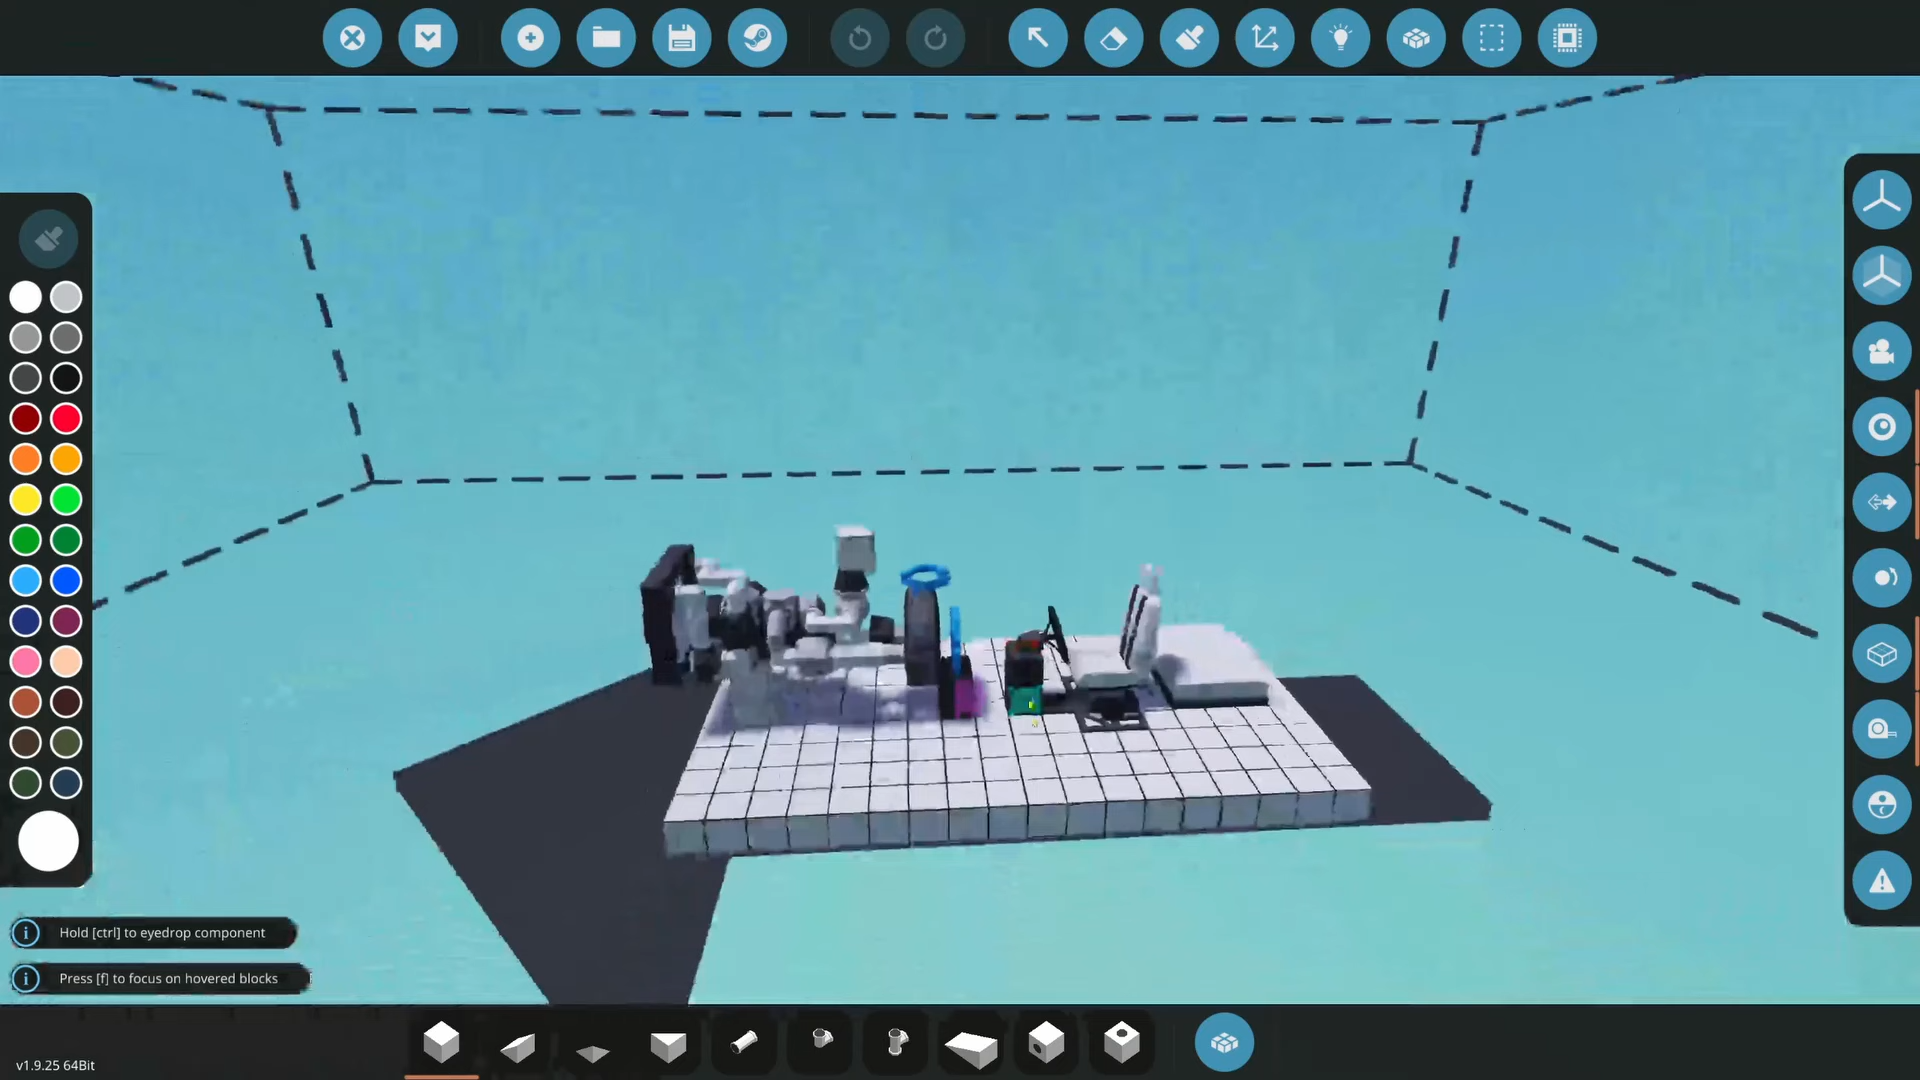 Hold [ctrl] to eyedrop component
Press [f] to focus on hovered blocks
v1.9.25 64Bit